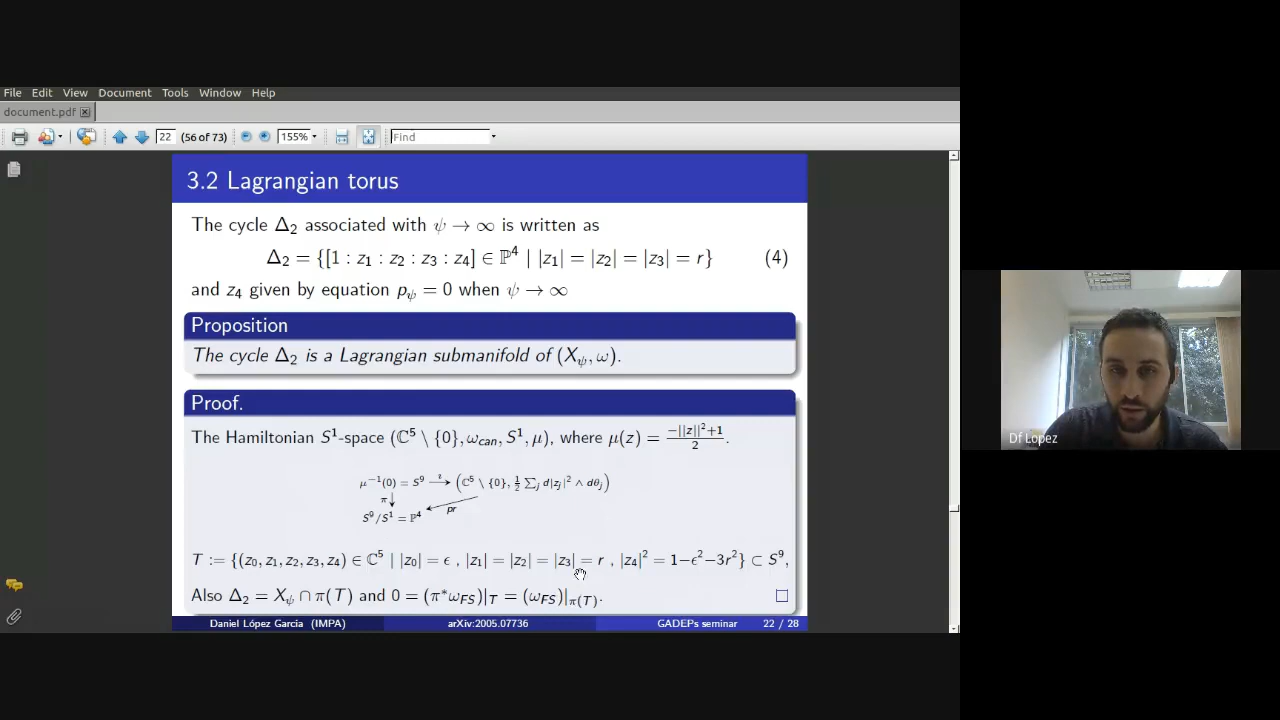 File Edit View Document Tools Window Help
document.pdf
22 (56 of 73) 155% Find
3.2 Lagrangian torus
The cycle Δ₂ associated with ψ → ∞ is written as
Δ₂ = {[1 : z₁ : z₂ : z₃ : z₄] ∈ ℙ⁴ | |z₁| = |z₂| = |z₃| = r} (4)
and z₄ given by equation p_ψ = 0 when ψ → ∞
Proposition
The cycle Δ₂ is a Lagrangian submanifold of (X_ψ, ω).
Proof.
The Hamiltonian S¹-space (ℂ⁵ \ {0}, ω_can, S¹, μ), where μ(z) = (−||z||²+1)/2.
μ⁻¹(0) = S⁹ →^ı (ℂ⁵ \ {0}, ½ ∑_j d|z_j|² ∧ dθ_j)
π↓
pr
S⁹/S¹ = ℙ⁴
T := {(z₀, z₁, z₂, z₃, z₄) ∈ ℂ⁵ | |z₀| = ϵ , |z₁| = |z₂| = |z₃| = r , |z₄|² = 1−ϵ²−3r²} ⊂ S⁹,
Also Δ₂ = X_ψ ∩ π(T) and 0 = (π*ω_FS)|_T = (ω_FS)|_π(T). □
Daniel López Garcia (IMPA) arXiv:2005.07736 GADEPs seminar 22 / 28
Df Lopez